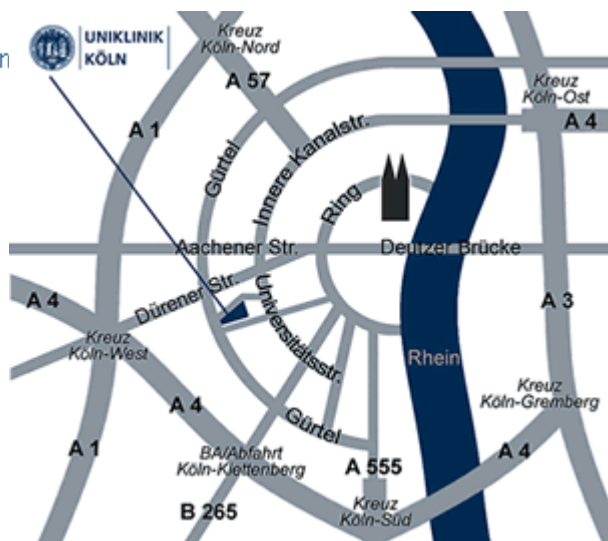 n
UNIKLINIK
KÖLN
Kreuz
Köln-Nord
A 57
Kreuz
Köln-Ost
A 4
A 1
Gürtel
Innere Kanalstr.
Ring
Aachener Str.
Deutzer Brücke
Dürener Str.
Universitätsstr.
A 4
A 3
Kreuz
Köln-West
Rhein
Kreuz
Köln-Gremberg
A 4
Gürtel
A 1
BA/Abfahrt
Köln-Klettenberg
A 555
A 4
B 265
Kreuz
Köln-Süd